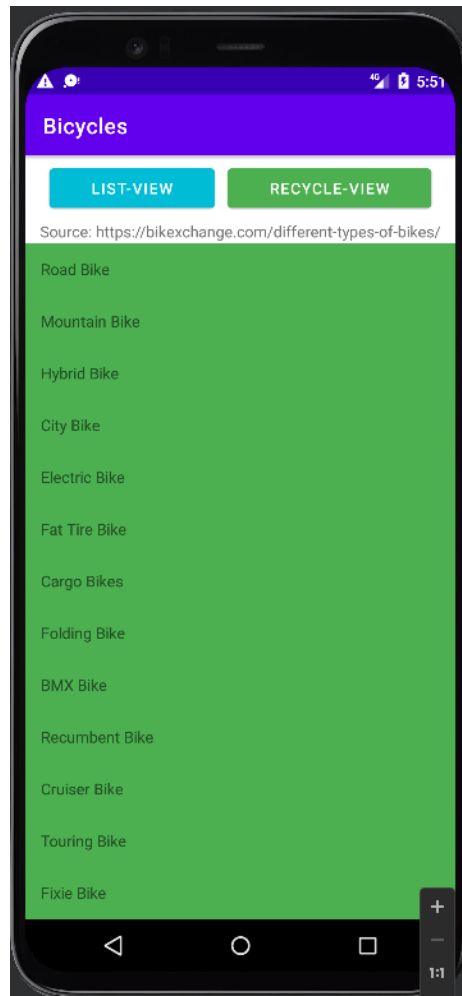 4G 5:51
Bicycles
LIST-VIEW RECYCLE-VIEW
Source: https://bikexchange.com/different-types-of-bikes/
Road Bike
Mountain Bike
Hybrid Bike
City Bike
Electric Bike
Fat Tire Bike
Cargo Bikes
Folding Bike
BMX Bike
Recumbent Bike
Cruiser Bike
Touring Bike
Fixie Bike
1:1